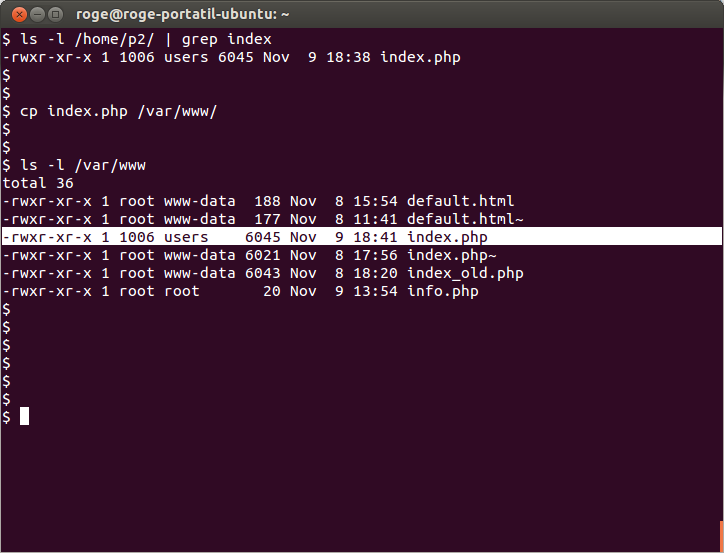 roge@roge-portatil-ubuntu: ~
$ ls -l /home/p2/ | grep index
-rwxr-xr-x 1 1006 users 6045 Nov  9 18:38 index.php
$
$
$ cp index.php /var/www/
$
$
$ ls -l /var/www
total 36
-rwxr-xr-x 1 root www-data  188 Nov  8 15:54 default.html
-rwxr-xr-x 1 root www-data  177 Nov  8 11:41 default.html~
-rwxr-xr-x 1 1006 users    6045 Nov  9 18:41 index.php
-rwxr-xr-x 1 root www-data 6021 Nov  8 17:56 index.php~
-rwxr-xr-x 1 root www-data 6043 Nov  8 18:20 index_old.php
-rwxr-xr-x 1 root root       20 Nov  9 13:54 info.php
$
$
$
$
$
$
$